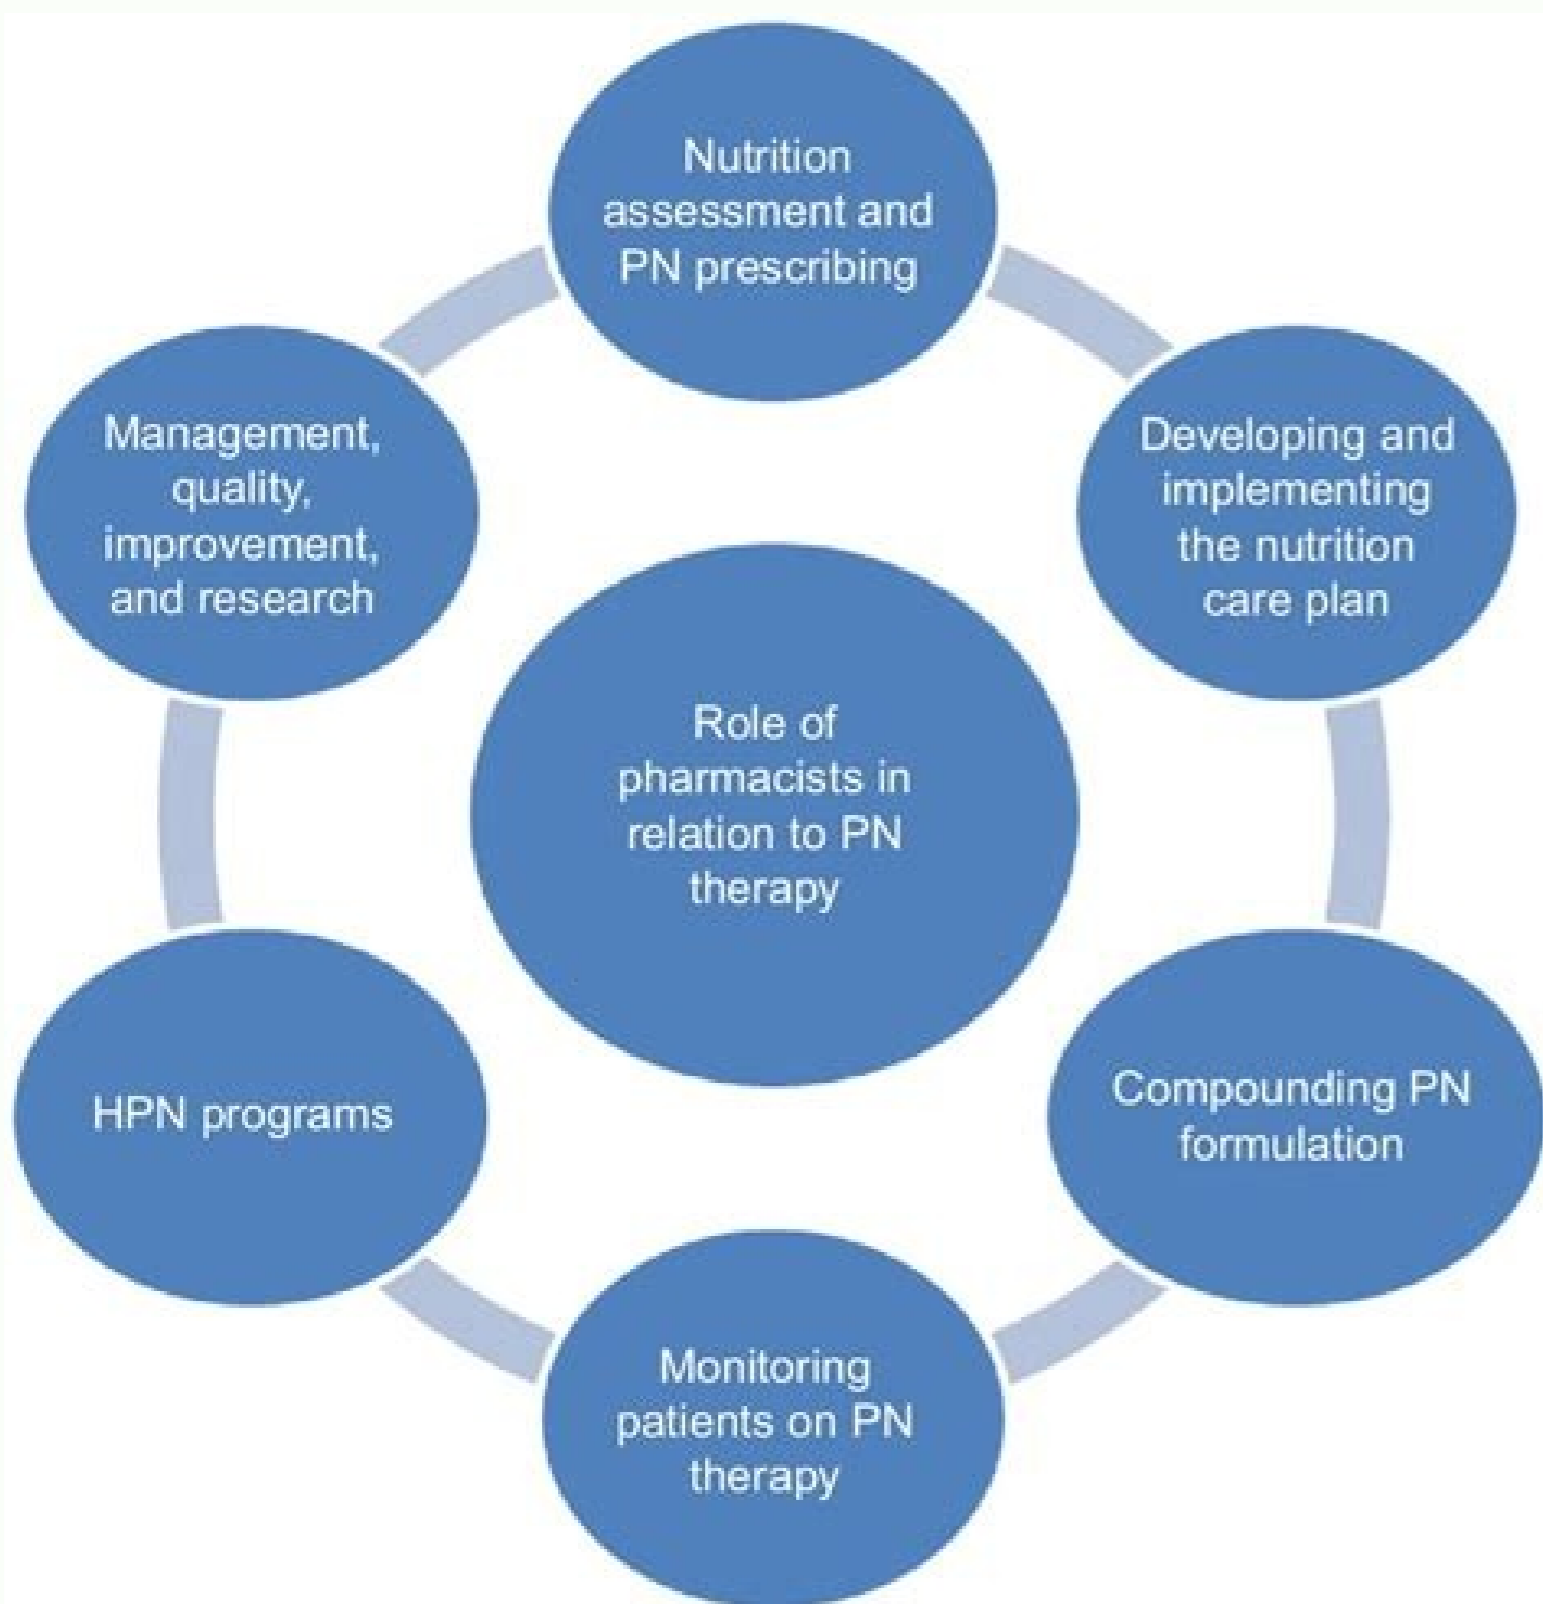 Nutrition
assessment and
PN prescribing
Developing and
implementing
the nutrition
care plan
Compounding PN
formulation
Monitoring
patients on PN
therapy
HPN programs
Management,
quality,
improvement,
and research
Role of
pharmacists in
relation to PN
therapy